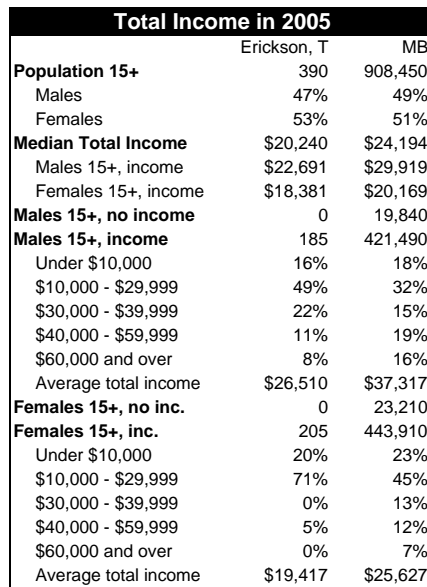 Total Income in 2005
Erickson, T MB
Population 15+ 390 908,450
Males 47% 49%
Females 53% 51%
Median Total Income $20,240 $24,194
Males 15+, income $22,691 $29,919
Females 15+, income $18,381 $20,169
Males 15+, no income 0 19,840
Males 15+, income 185 421,490
Under $10,000 16% 18%
$10,000 - $29,999 49% 32%
$30,000 - $39,999 22% 15%
$40,000 - $59,999 11% 19%
$60,000 and over 8% 16%
Average total income $26,510 $37,317
Females 15+, no inc. 0 23,210
Females 15+, inc. 205 443,910
Under $10,000 20% 23%
$10,000 - $29,999 71% 45%
$30,000 - $39,999 0% 13%
$40,000 - $59,999 5% 12%
$60,000 and over 0% 7%
Average total income $19,417 $25,627